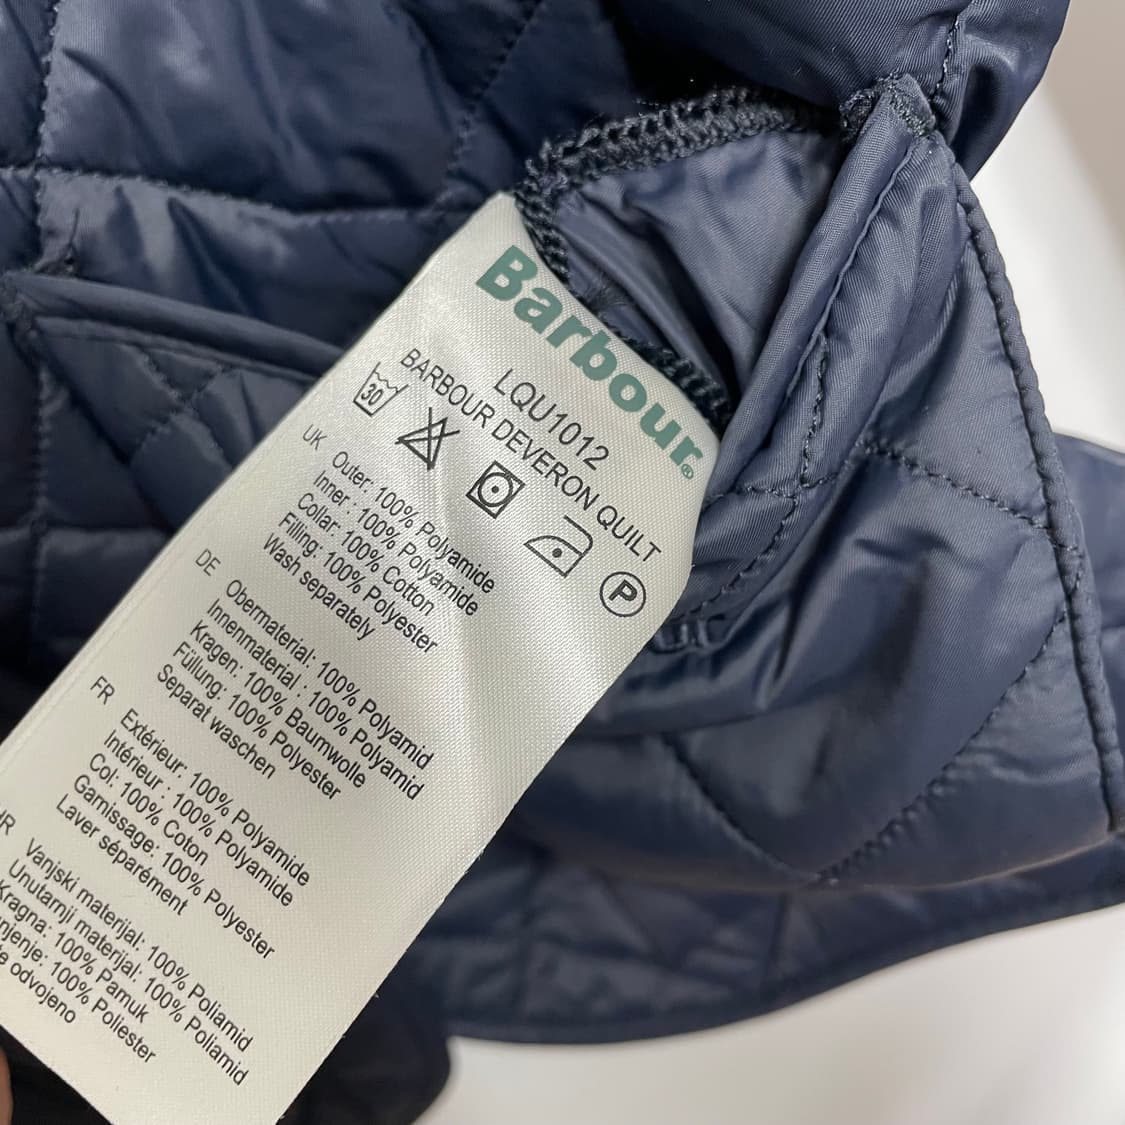 Barbour®
LQU1012
BARBOUR DEVERON QUILT
30
P
UK
Outer: 100% Polyamide
Inner : 100% Polyamide
Collar: 100% Cotton
Filling: 100% Polyester
Wash separately
DE
Obermaterial: 100% Polyamid
Innenmaterial : 100% Polyamid
Kragen: 100% Baumwolle
Füllung: 100% Polyester
Separat waschen
FR
Extérieur: 100% Polyamide
Intérieur : 100% Polyamide
Col: 100% Coton
Garnissage: 100% Polyester
Laver séparément
HR
Vanjski materijal: 100% Poliamid
Unutarnji materijal: 100% Poliamid
Kragna: 100% Pamuk
100% Poliester
odvojeno